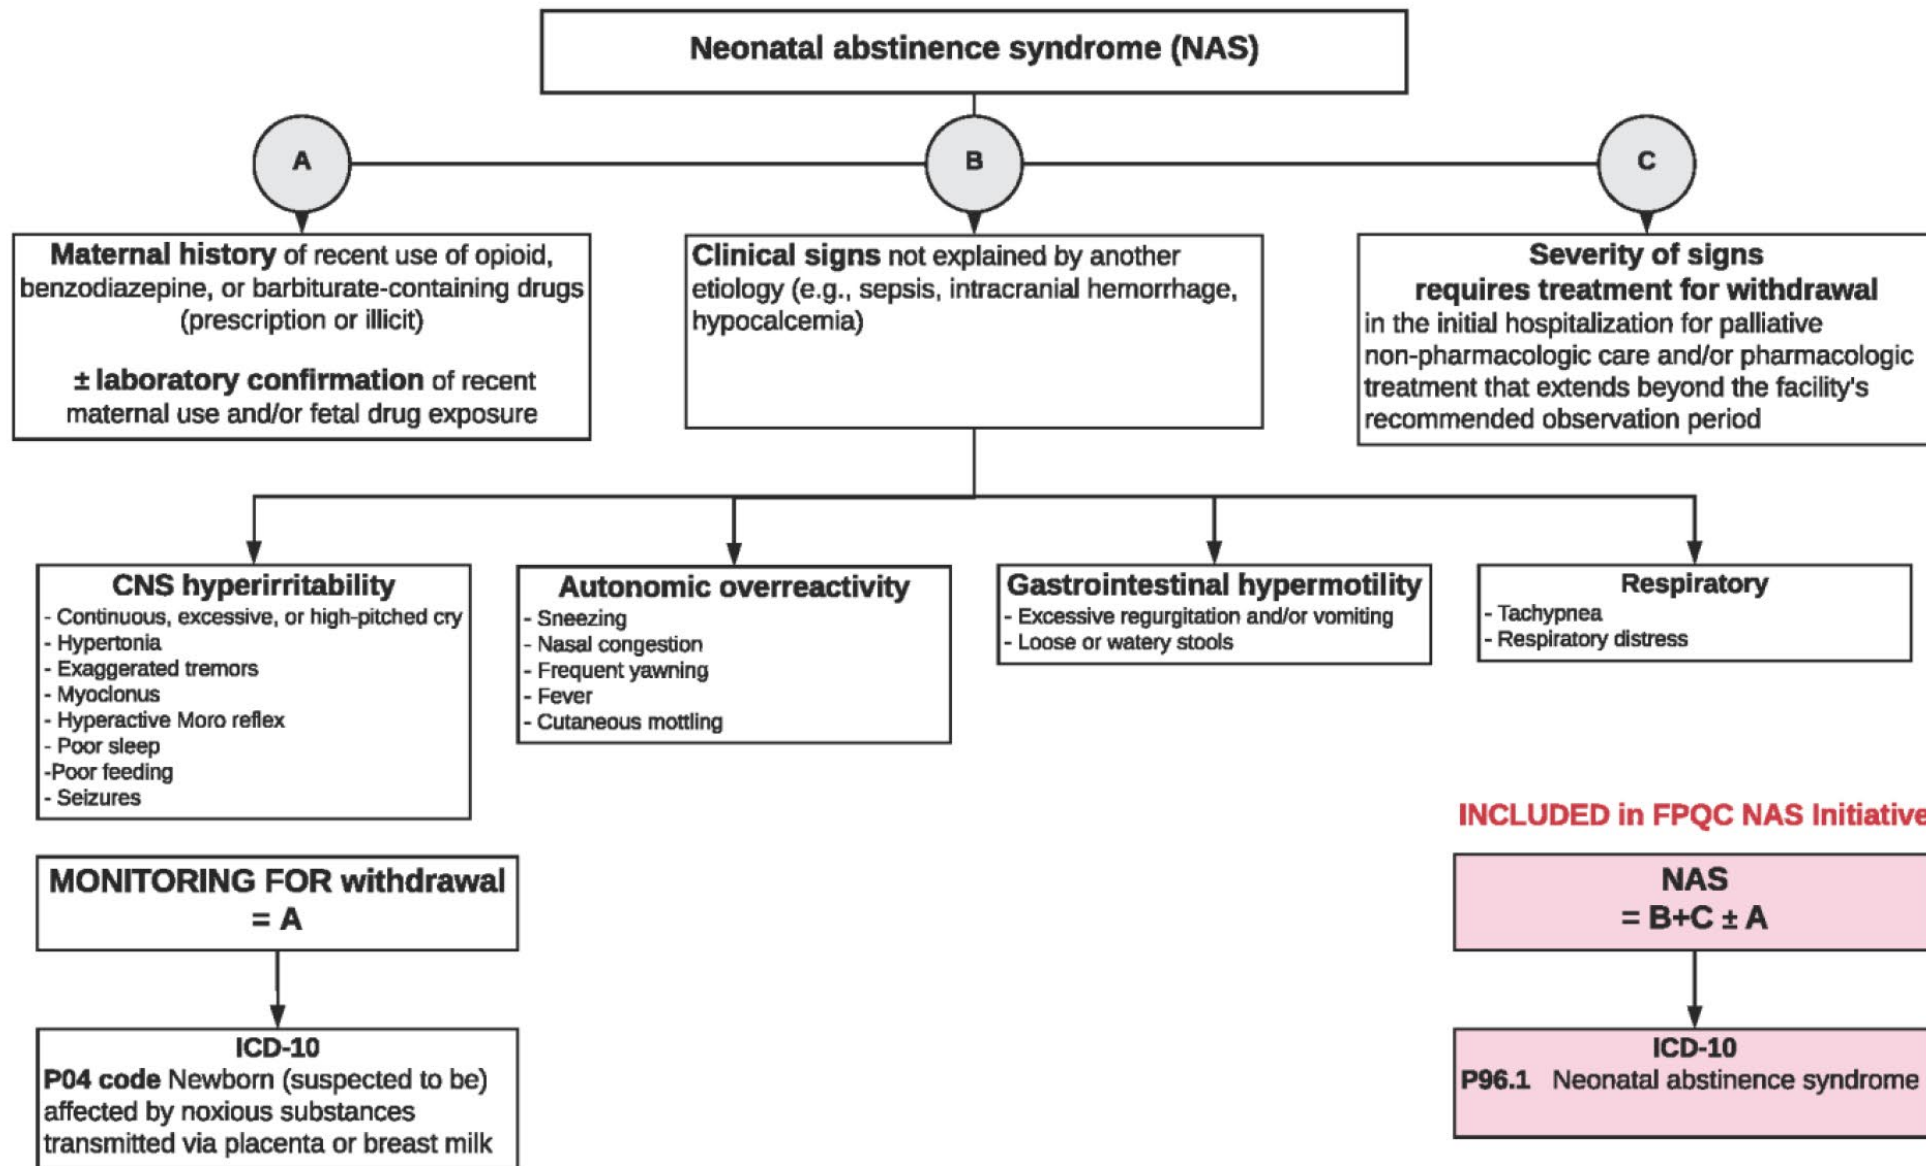 Neonatal abstinence syndrome (NAS)
A
B
C
Maternal history of recent use of opioid,
benzodiazepine, or barbiturate-containing drugs
(prescription or illicit)
± laboratory confirmation of recent
maternal use and/or fetal drug exposure
Clinical signs not explained by another
etiology (e.g., sepsis, intracranial hemorrhage,
hypocalcemia)
Severity of signs
requires treatment for withdrawal
in the initial hospitalization for palliative
non-pharmacologic care and/or pharmacologic
treatment that extends beyond the facility's
recommended observation period
CNS hyperirritability
- Continuous, excessive, or high-pitched cry
- Hypertonia
- Exaggerated tremors
- Myoclonus
- Hyperactive Moro reflex
- Poor sleep
-Poor feeding
- Seizures
Autonomic overreactivity
- Sneezing
- Nasal congestion
- Frequent yawning
- Fever
- Cutaneous mottling
Gastrointestinal hypermotility
- Excessive regurgitation and/or vomiting
- Loose or watery stools
Respiratory
- Tachypnea
- Respiratory distress
MONITORING FOR withdrawal
= A
ICD-10
P04 code Newborn (suspected to be)
affected by noxious substances
transmitted via placenta or breast milk
INCLUDED in FPQC NAS Initiative
NAS
= B+C ± A
ICD-10
P96.1 Neonatal abstinence syndrome